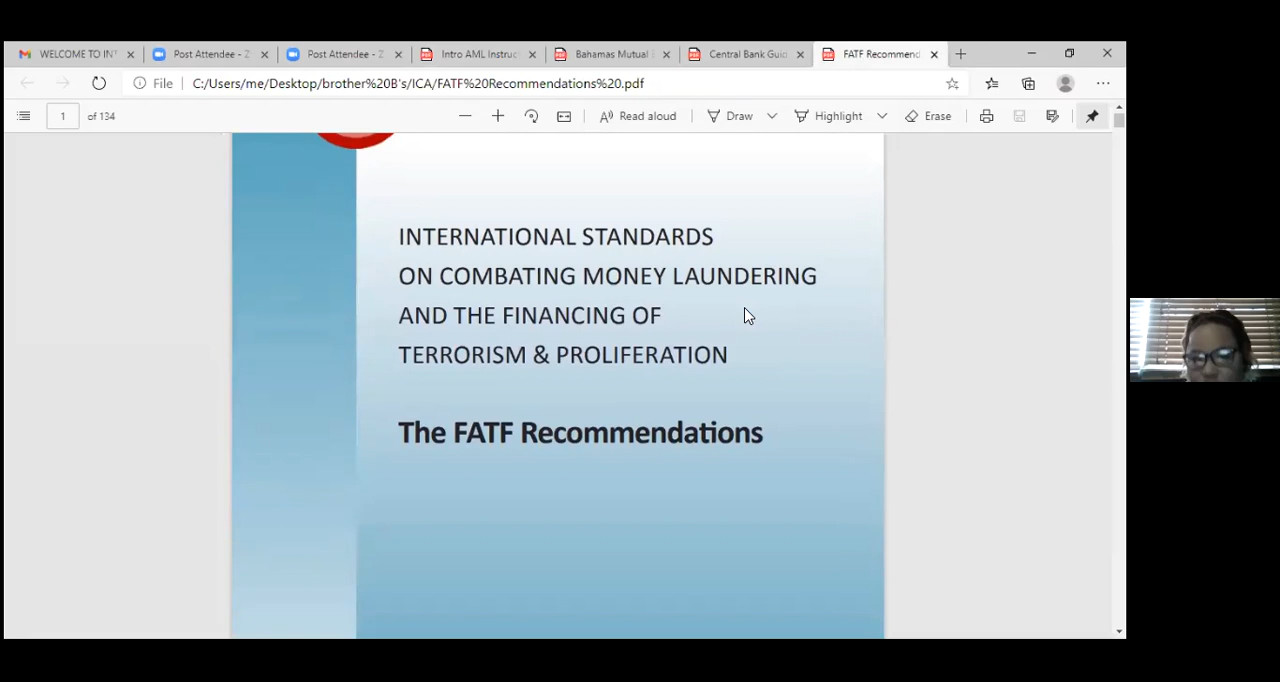 WELCOME TO INT
Post Attendee - Z
Post Attendee - Z
Intro AML Instruc
Bahamas Mutual
Central Bank Guid
FATF Recommend
File C:/Users/me/Desktop/brother%20B's/ICA/FATF%20Recommendations%20.pdf
1 of 134 Read aloud Draw Highlight Erase
INTERNATIONAL STANDARDS
ON COMBATING MONEY LAUNDERING
AND THE FINANCING OF
TERRORISM & PROLIFERATION
The FATF Recommendations